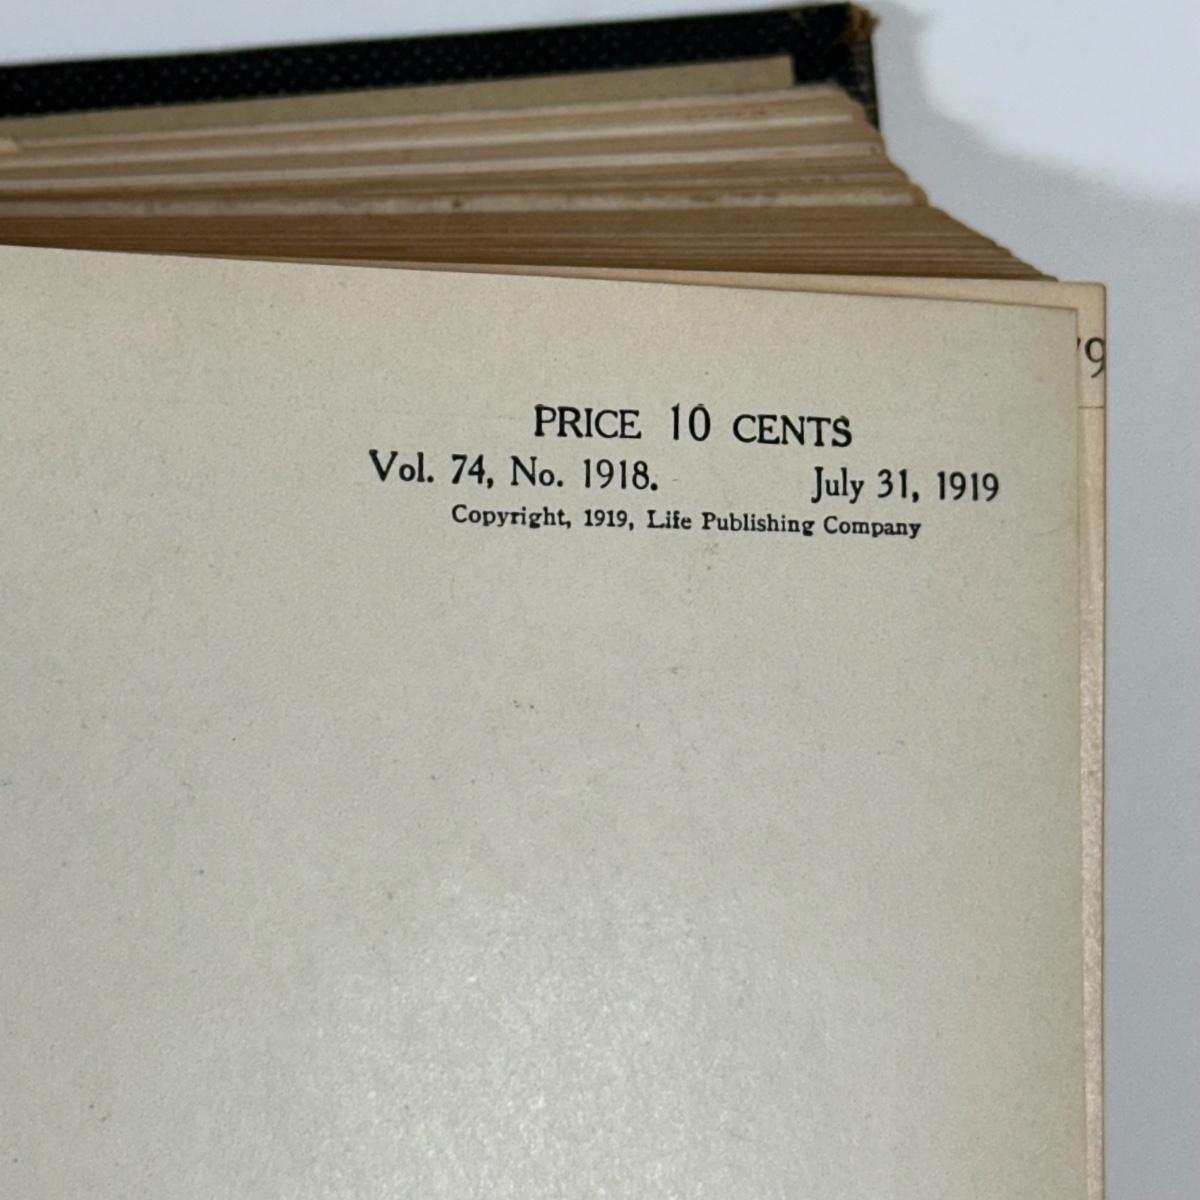 PRICE 10 CENTS
Vol. 74, No. 1918. July 31, 1919
Copyright, 1919, Life Publishing Company